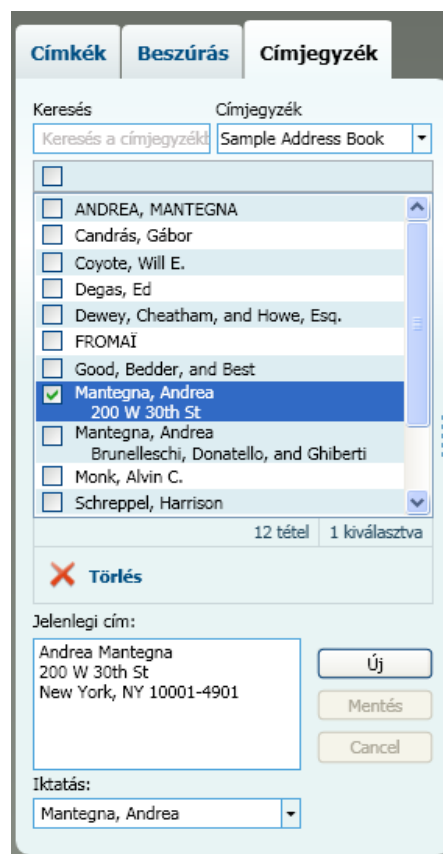 Címkék Beszúrás Címjegyzék
Keresés Címjegyzék
Keresés a címjegyzékb Sample Address Book
ANDREA, MANTEGNA
Candrás, Gábor
Coyote, Will E.
Degas, Ed
Dewey, Cheatham, and Howe, Esq.
FROMAÏ
Good, Bedder, and Best
Mantegna, Andrea
200 W 30th St
Mantegna, Andrea
Brunelleschi, Donatello, and Ghiberti
Monk, Alvin C.
Schreppel, Harrison
12 tétel 1 kiválasztva
Törlés
Jelenlegi cím:
Andrea Mantegna
200 W 30th St
New York, NY 10001-4901
Új
Mentés
Cancel
Iktatás:
Mantegna, Andrea